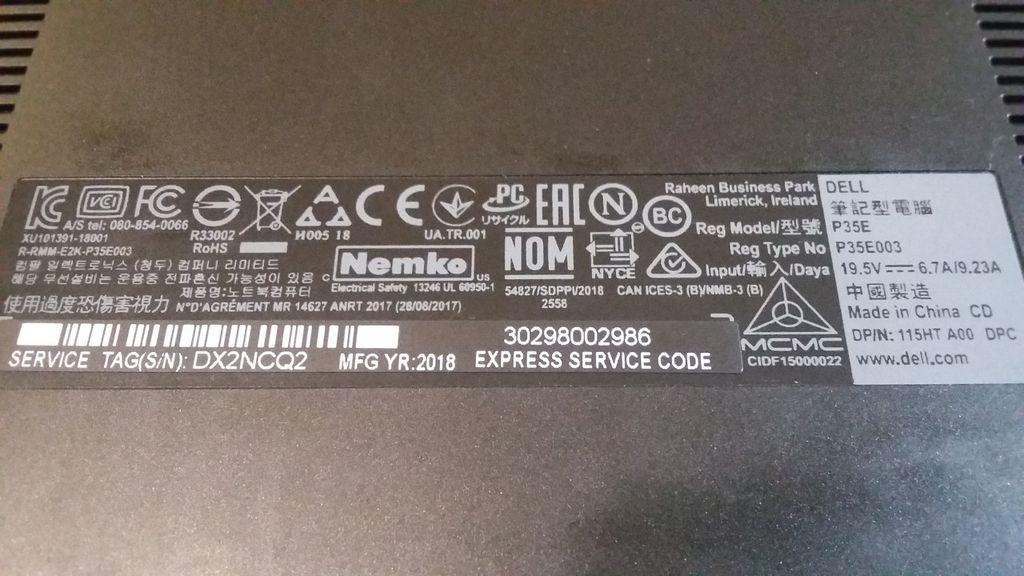 VCCI
FC
CE
PC
リサイクル
EAC
N
BC
A/S tel: 080-854-0066
XU101391-18001
R-RMM-E2K-P35E003
컴팔 일렉트로닉스 (청두) 컴퍼니 리미티드
해당 무선설비는 운용중 전파혼신 가능성이 있음
제품명:노트북컴퓨터
使用過度恐傷害視力
R33002
RoHS
H005 18
UA.TR.001
Nemko
C US
Electrical Safety 13246 UL 60950-1
N°D'AGRÉMENT MR 14627 ANRT 2017 (28/08/2017)
NOM
NYCE
54827/SDPPI/2018
2558
CAN ICES-3 (B)/NMB-3 (B)
Raheen Business Park
Limerick, Ireland
Reg Model/型號
Reg Type No
Input/輸入/Daya
MCMC
CIDF15000022
DELL
筆記型電腦
P35E
P35E003
19.5V 6.7A/9.23A
中國製造
Made in China CD
DP/N: 115HT A00 DPC
www.dell.com
SERVICE TAG(S/N): DX2NCQ2 MFG YR:2018
30298002986
EXPRESS SERVICE CODE